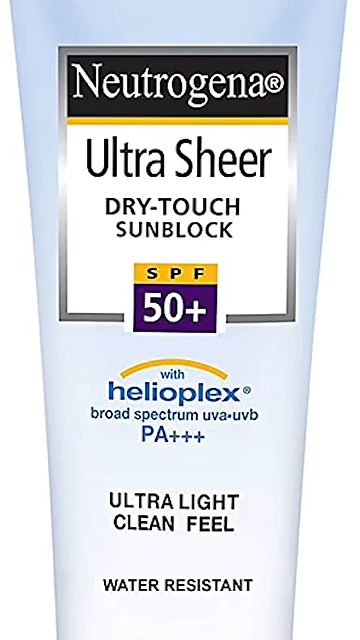 Neutrogena®
Ultra Sheer
DRY-TOUCH
SUNBLOCK
SPF
50+
with
helioplex®
broad spectrum uva•uvb
PA+++
ULTRA LIGHT
CLEAN FEEL
WATER RESISTANT